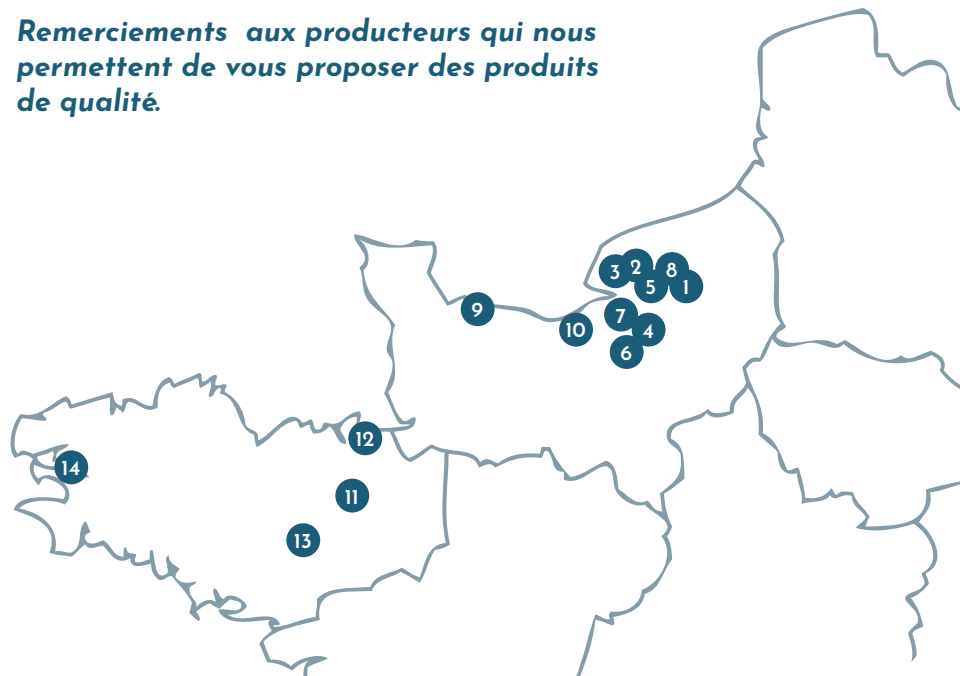 Remerciements aux producteurs qui nous
permettent de vous proposer des produits
de qualité.
3 2 8
5 1
9
7
10 4
6
12
14
11
13